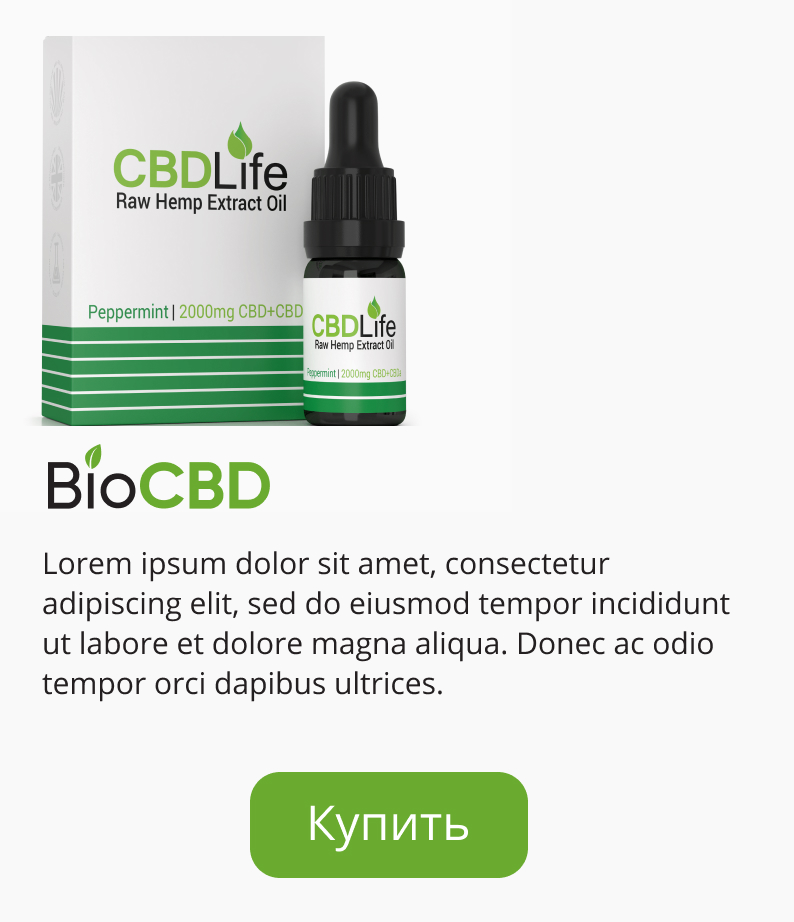 CBDLife
Raw Hemp Extract Oil
Peppermint | 2000mg CBD+CBD
CBDLife
Raw Hemp Extract Oil
Peppermint | 2000mg CBD+CBDa
BioCBD
Lorem ipsum dolor sit amet, consectetur
adipiscing elit, sed do eiusmod tempor incididunt
ut labore et dolore magna aliqua. Donec ac odio
tempor orci dapibus ultrices.
Купить